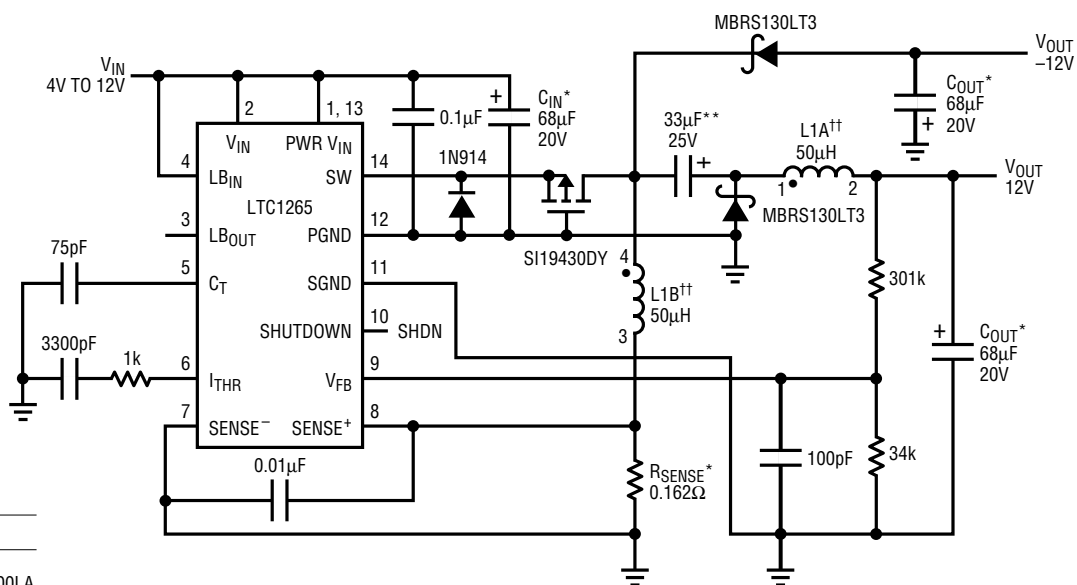 MBRS130LT3
VOUT
–12V
COUT*
68µF
20V
+
VIN
4V TO 12V
2
1, 13
VIN
PWR VIN
0.1µF
+
CIN*
68µF
20V
33µF**
25V
+
L1A††
50µH
1
2
VOUT
12V
MBRS130LT3
4
LBIN
LTC1265
SW
14
1N914
3
LBOUT
PGND
12
SI19430DY
75pF
5
CT
SGND
11
4
L1B††
50µH
3
301k
SHUTDOWN
10
SHDN
+
COUT*
68µF
20V
3300pF
1k
6
ITHR
VFB
9
7
SENSE–
SENSE+
8
0.01µF
RSENSE*
0.162Ω
100pF
34k
00LA